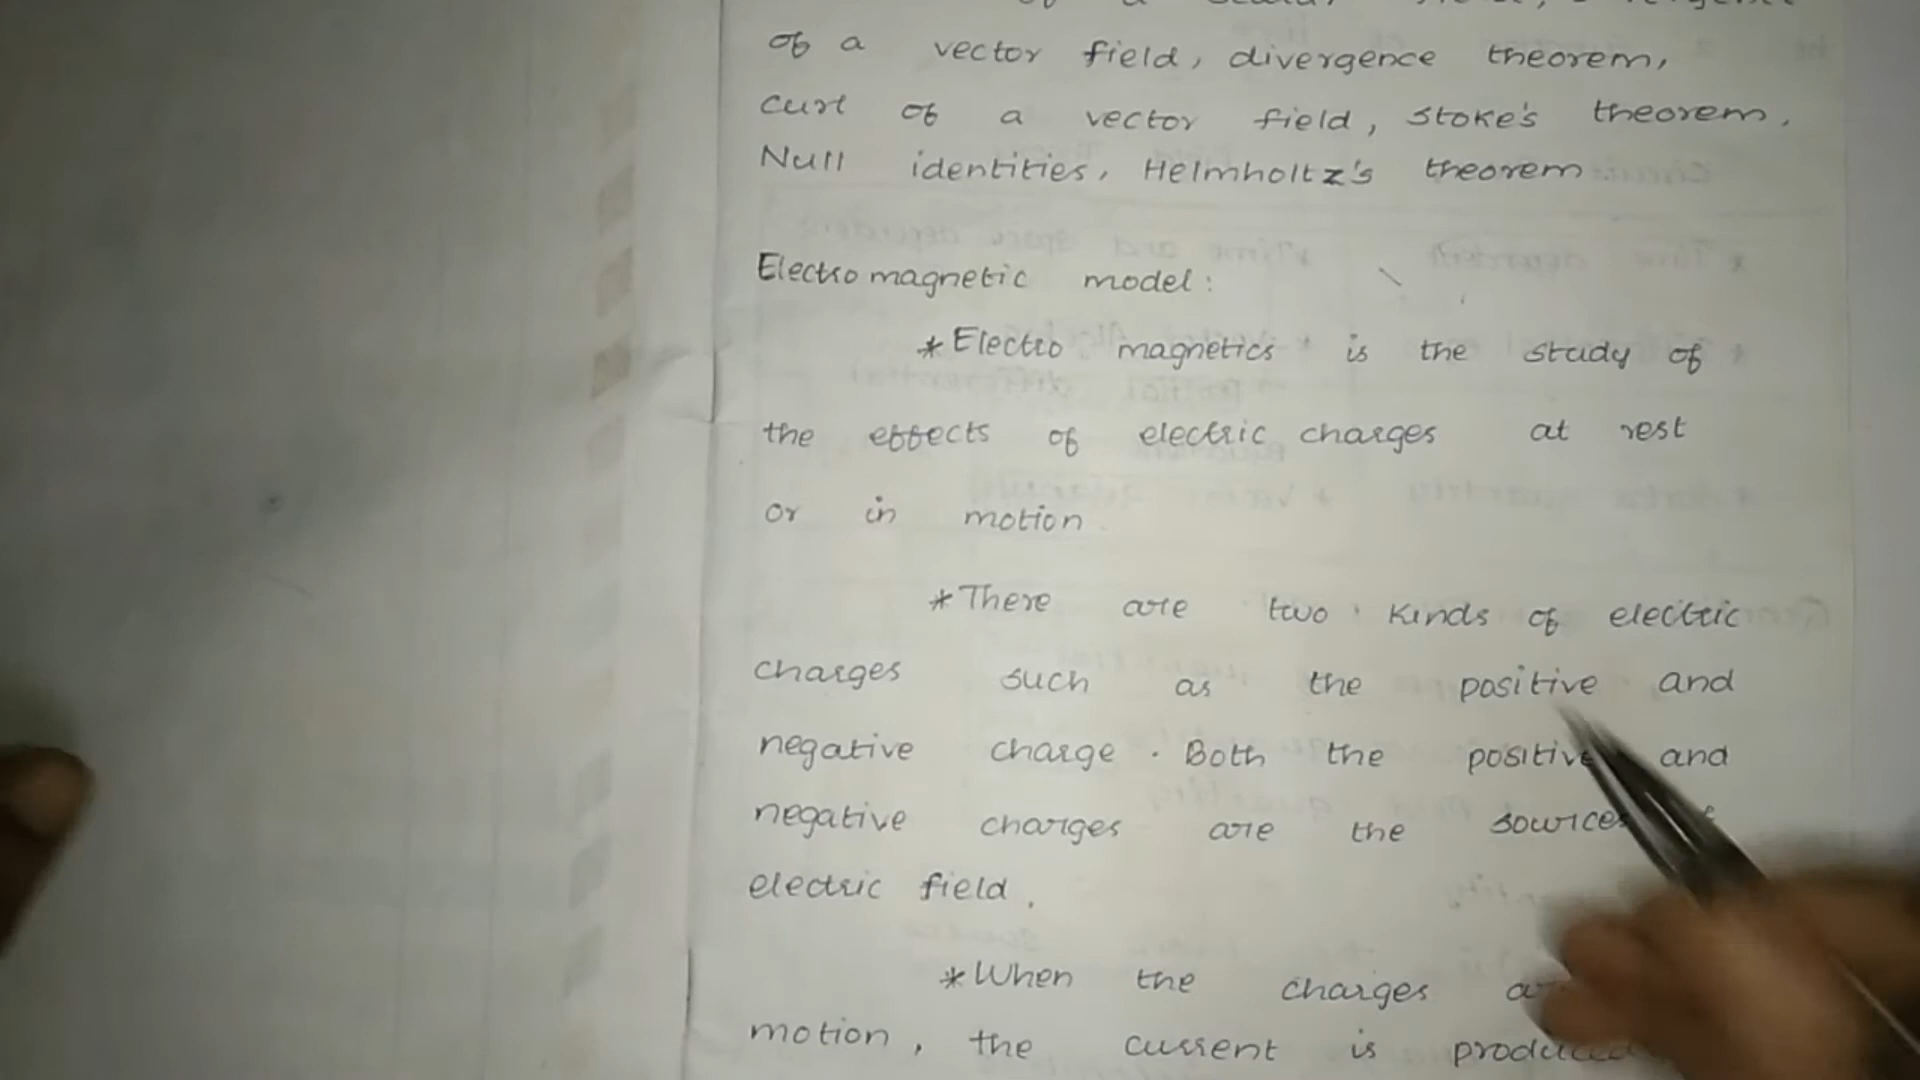 of a vector field, divergence theorem,
curl of a vector field, Stoke's theorem.
Null identities, Helmholtz's theorem
Electro magnetic model:
*Electro magnetics is the study of
the effects of electric charges at rest
or in motion
*There are two kinds of electric
charges such as the positive and
negative charge. Both the positive and
negative charges are the sources
electric field.
*When the charges
motion, the current is produced